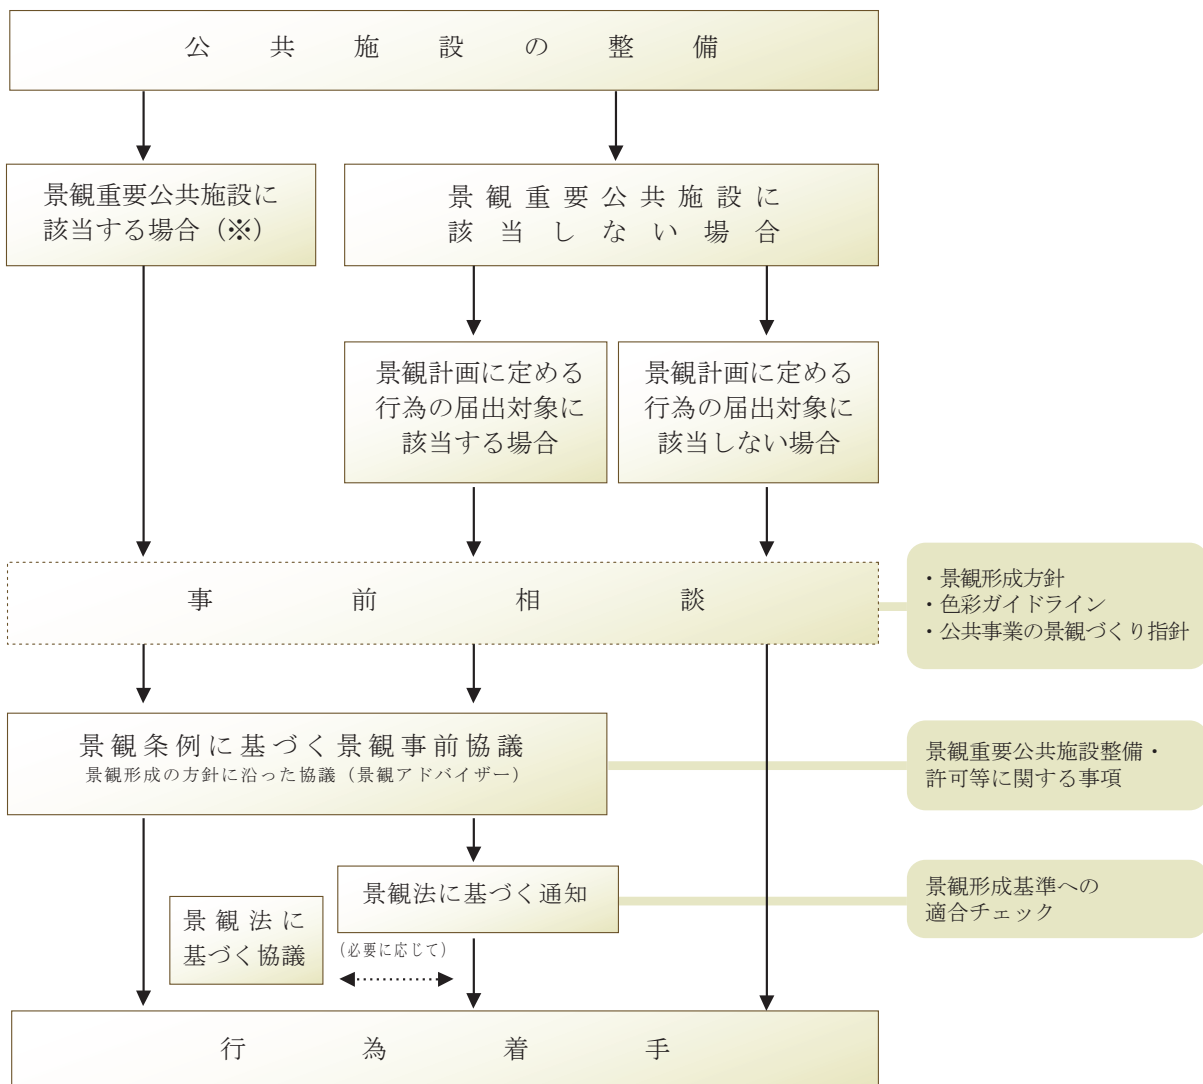 公共施設の整備
景観重要公共施設に
該当する場合（※）
景観重要公共施設に
該当しない場合
景観計画に定める
行為の届出対象に
該当する場合
景観計画に定める
行為の届出対象に
該当しない場合
事前相談
・景観形成方針
・色彩ガイドライン
・公共事業の景観づくり指針
景観条例に基づく景観事前協議
景観形成の方針に沿った協議（景観アドバイザー）
景観重要公共施設整備・
許可等に関する事項
景観法に基づく通知
景観形成基準への
適合チェック
景観法に
基づく協議
（必要に応じて）
行為着手